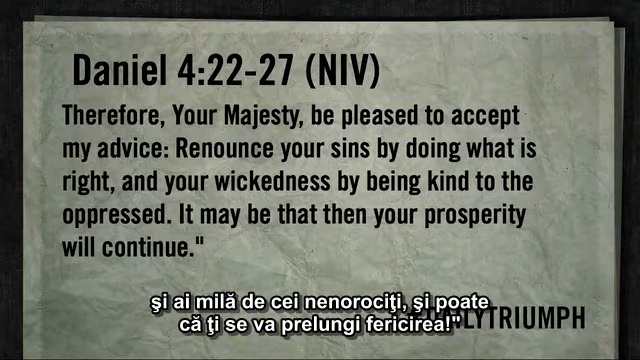 Daniel 4:22-27 (NIV)
Therefore, Your Majesty, be pleased to accept
my advice: Renounce your sins by doing what is
right, and your wickedness by being kind to the
oppressed. It may be that then your prosperity
will continue."
şi ai milă de cei nenorociţi, şi poate
că ţi se va prelungi fericirea!"